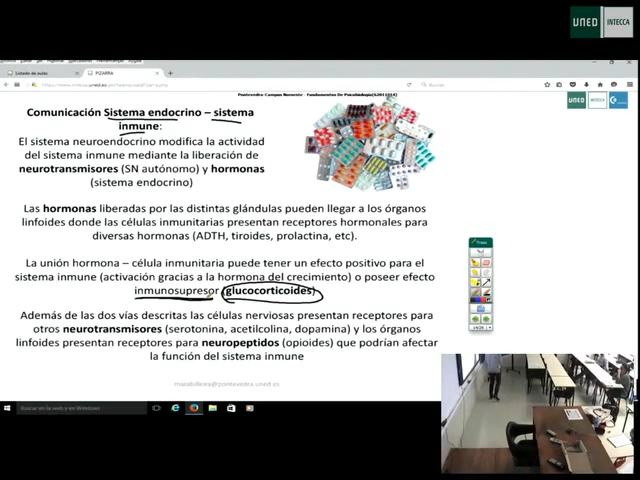 UNED INTECCA
Listado de aulas
PIZARRA
Buscar
Pontevedra-Campus Noroeste - Fundamentos De Psicobiología(62011014)
UNED INTECCA
Comunicación Sistema endocrino – sistema
inmune:
El sistema neuroendocrino modifica la actividad
del sistema inmune mediante la liberación de
neurotransmisores (SN autónomo) y hormonas
(sistema endocrino)
Las hormonas liberadas por las distintas glándulas pueden llegar a los órganos
linfoides donde las células inmunitarias presentan receptores hormonales para
diversas hormonas (ADTH, tiroides, prolactina, etc).
La unión hormona – célula inmunitaria puede tener un efecto positivo para el
sistema inmune (activación gracias a la hormona del crecimiento) o poseer efecto
inmunosupresor (glucocorticoides)
Además de las dos vías descritas las células nerviosas presentan receptores para
otros neurotransmisores (serotonina, acetilcolina, dopamina) y los órganos
linfoides presentan receptores para neuropeptidos (opioides) que podrían afectar
la función del sistema inmune
Buscar en la web y en Windows